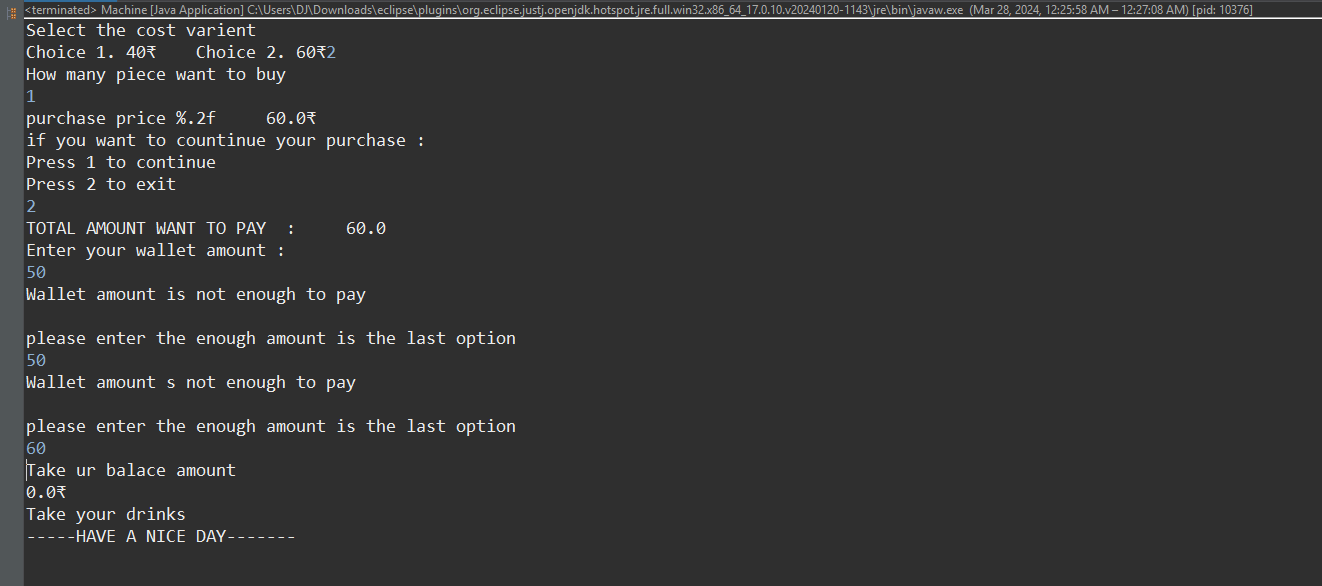 <terminated> Machine [Java Application] C:\Users\DJ\Downloads\eclipse\plugins\org.eclipse.justj.openjdk.hotspot.jre.full.win32.x86_64_17.0.10.v20240120-1143\jre\bin\javaw.exe (Mar 28, 2024, 12:25:58 AM – 12:27:08 AM) [pid: 10376]
Select the cost varient
Choice 1. 40₹    Choice 2. 60₹2
How many piece want to buy
1
purchase price %.2f     60.0₹
if you want to countinue your purchase :
Press 1 to continue
Press 2 to exit
2
TOTAL AMOUNT WANT TO PAY  :     60.0
Enter your wallet amount :
50
Wallet amount is not enough to pay
please enter the enough amount is the last option
50
Wallet amount s not enough to pay
please enter the enough amount is the last option
60
Take ur balace amount
0.0₹
Take your drinks
-----HAVE A NICE DAY-------